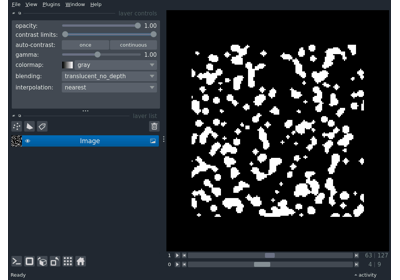 File View Plugins Window Help
layer controls
opacity: 1.00
contrast limits:
auto-contrast: once continuous
gamma: 1.00
colormap: gray
blending: translucent_no_depth
interpolation: nearest
layer list
Image
1 63 127
0 4 9
Ready activity